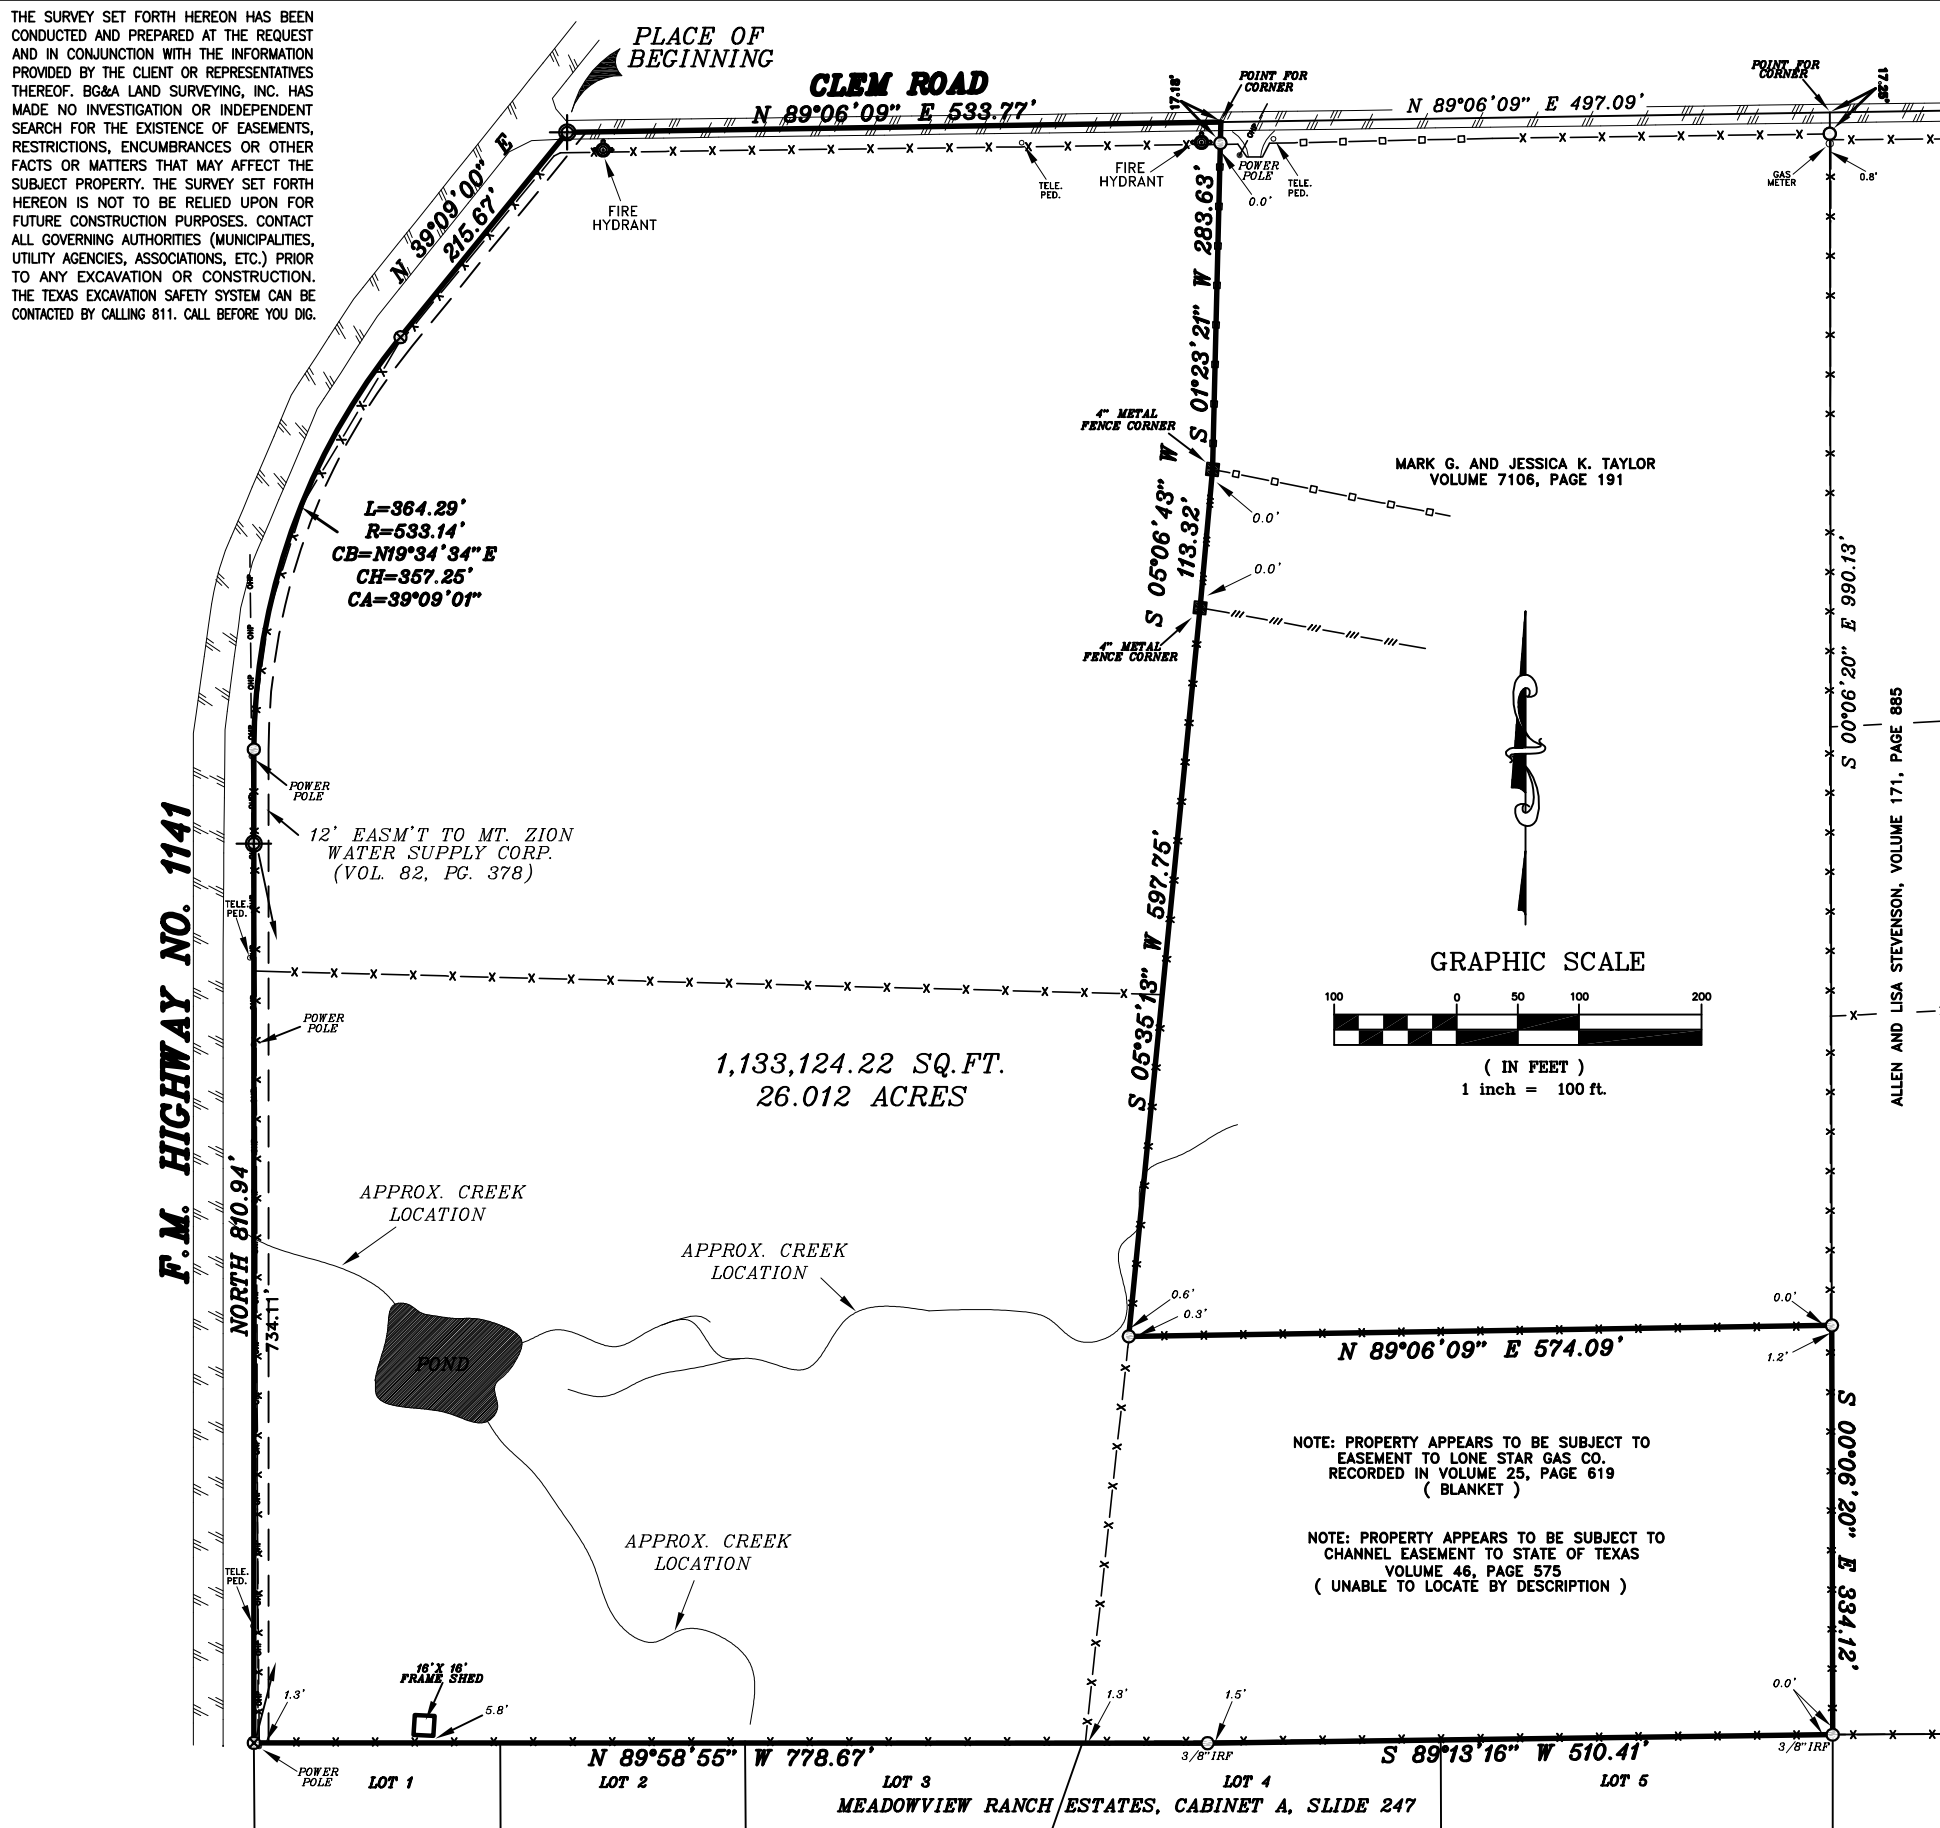 THE SURVEY SET FORTH HEREON HAS BEEN
CONDUCTED AND PREPARED AT THE REQUEST
AND IN CONJUNCTION WITH THE INFORMATION
PROVIDED BY THE CLIENT OR REPRESENTATIVES
THEREOF. BG&A LAND SURVEYING, INC. HAS
MADE NO INVESTIGATION OR INDEPENDENT
SEARCH FOR THE EXISTENCE OF EASEMENTS,
RESTRICTIONS, ENCUMBRANCES OR OTHER
FACTS OR MATTERS THAT MAY AFFECT THE
SUBJECT PROPERTY. THE SURVEY SET FORTH
HEREON IS NOT TO BE RELIED UPON FOR
FUTURE CONSTRUCTION PURPOSES. CONTACT
ALL GOVERNING AUTHORITIES (MUNICIPALITIES,
UTILITY AGENCIES, ASSOCIATIONS, ETC.) PRIOR
TO ANY EXCAVATION OR CONSTRUCTION.
THE TEXAS EXCAVATION SAFETY SYSTEM CAN BE
CONTACTED BY CALLING 811. CALL BEFORE YOU DIG.
PLACE OF
BEGINNING
CLEM ROAD
N 89°06'09" E 533.77'
17.18'
POINT FOR
CORNER
N 89°06'09" E 497.09'
POINT FOR
CORNER
17.25'
N 39°09'00" E
215.67'
FIRE
HYDRANT
TELE.
PED.
FIRE
HYDRANT
OHP
POWER
POLE
0.0'
TELE.
PED.
GAS
METER
0.8'
S 01°23'21" W 283.63'
4" METAL
FENCE CORNER
0.0'
MARK G. AND JESSICA K. TAYLOR
VOLUME 7106, PAGE 191
S 05°06'43" W
113.32'
0.0'
4" METAL
FENCE CORNER
L=364.29'
R=533.14'
CB=N19°34'34"E
CH=357.25'
CA=39°09'01"
OHP
OHP
OHP
S 00°06'20" E 990.13'
ALLEN AND LISA STEVENSON, VOLUME 171, PAGE 885
POWER
POLE
12' EASM'T TO MT. ZION
WATER SUPPLY CORP.
(VOL. 82, PG. 378)
F.M. HIGHWAY NO. 1141
TELE.
PED.
POWER
POLE
S 05°35'13" W 597.75'
GRAPHIC SCALE
100 0 50 100 200
( IN FEET )
1 inch = 100 ft.
1,133,124.22 SQ.FT.
26.012 ACRES
NORTH 810.94'
734.11'
APPROX. CREEK
LOCATION
APPROX. CREEK
LOCATION
POND
0.6'
0.3'
0.0'
N 89°06'09" E 574.09'
1.2'
S 00°06'20" E 334.12'
NOTE: PROPERTY APPEARS TO BE SUBJECT TO
EASEMENT TO LONE STAR GAS CO.
RECORDED IN VOLUME 25, PAGE 619
( BLANKET )
NOTE: PROPERTY APPEARS TO BE SUBJECT TO
CHANNEL EASEMENT TO STATE OF TEXAS
VOLUME 46, PAGE 575
( UNABLE TO LOCATE BY DESCRIPTION )
APPROX. CREEK
LOCATION
TELE.
PED.
16'X 16'
FRAME SHED
1.3'
5.8'
1.3'
1.5'
0.0'
N 89°58'55" W 778.67'
3/8"IRF
S 89°13'16" W 510.41'
3/8"IRF
POWER
POLE
LOT 1
LOT 2
LOT 3
LOT 4
LOT 5
MEADOWVIEW RANCH ESTATES, CABINET A, SLIDE 247